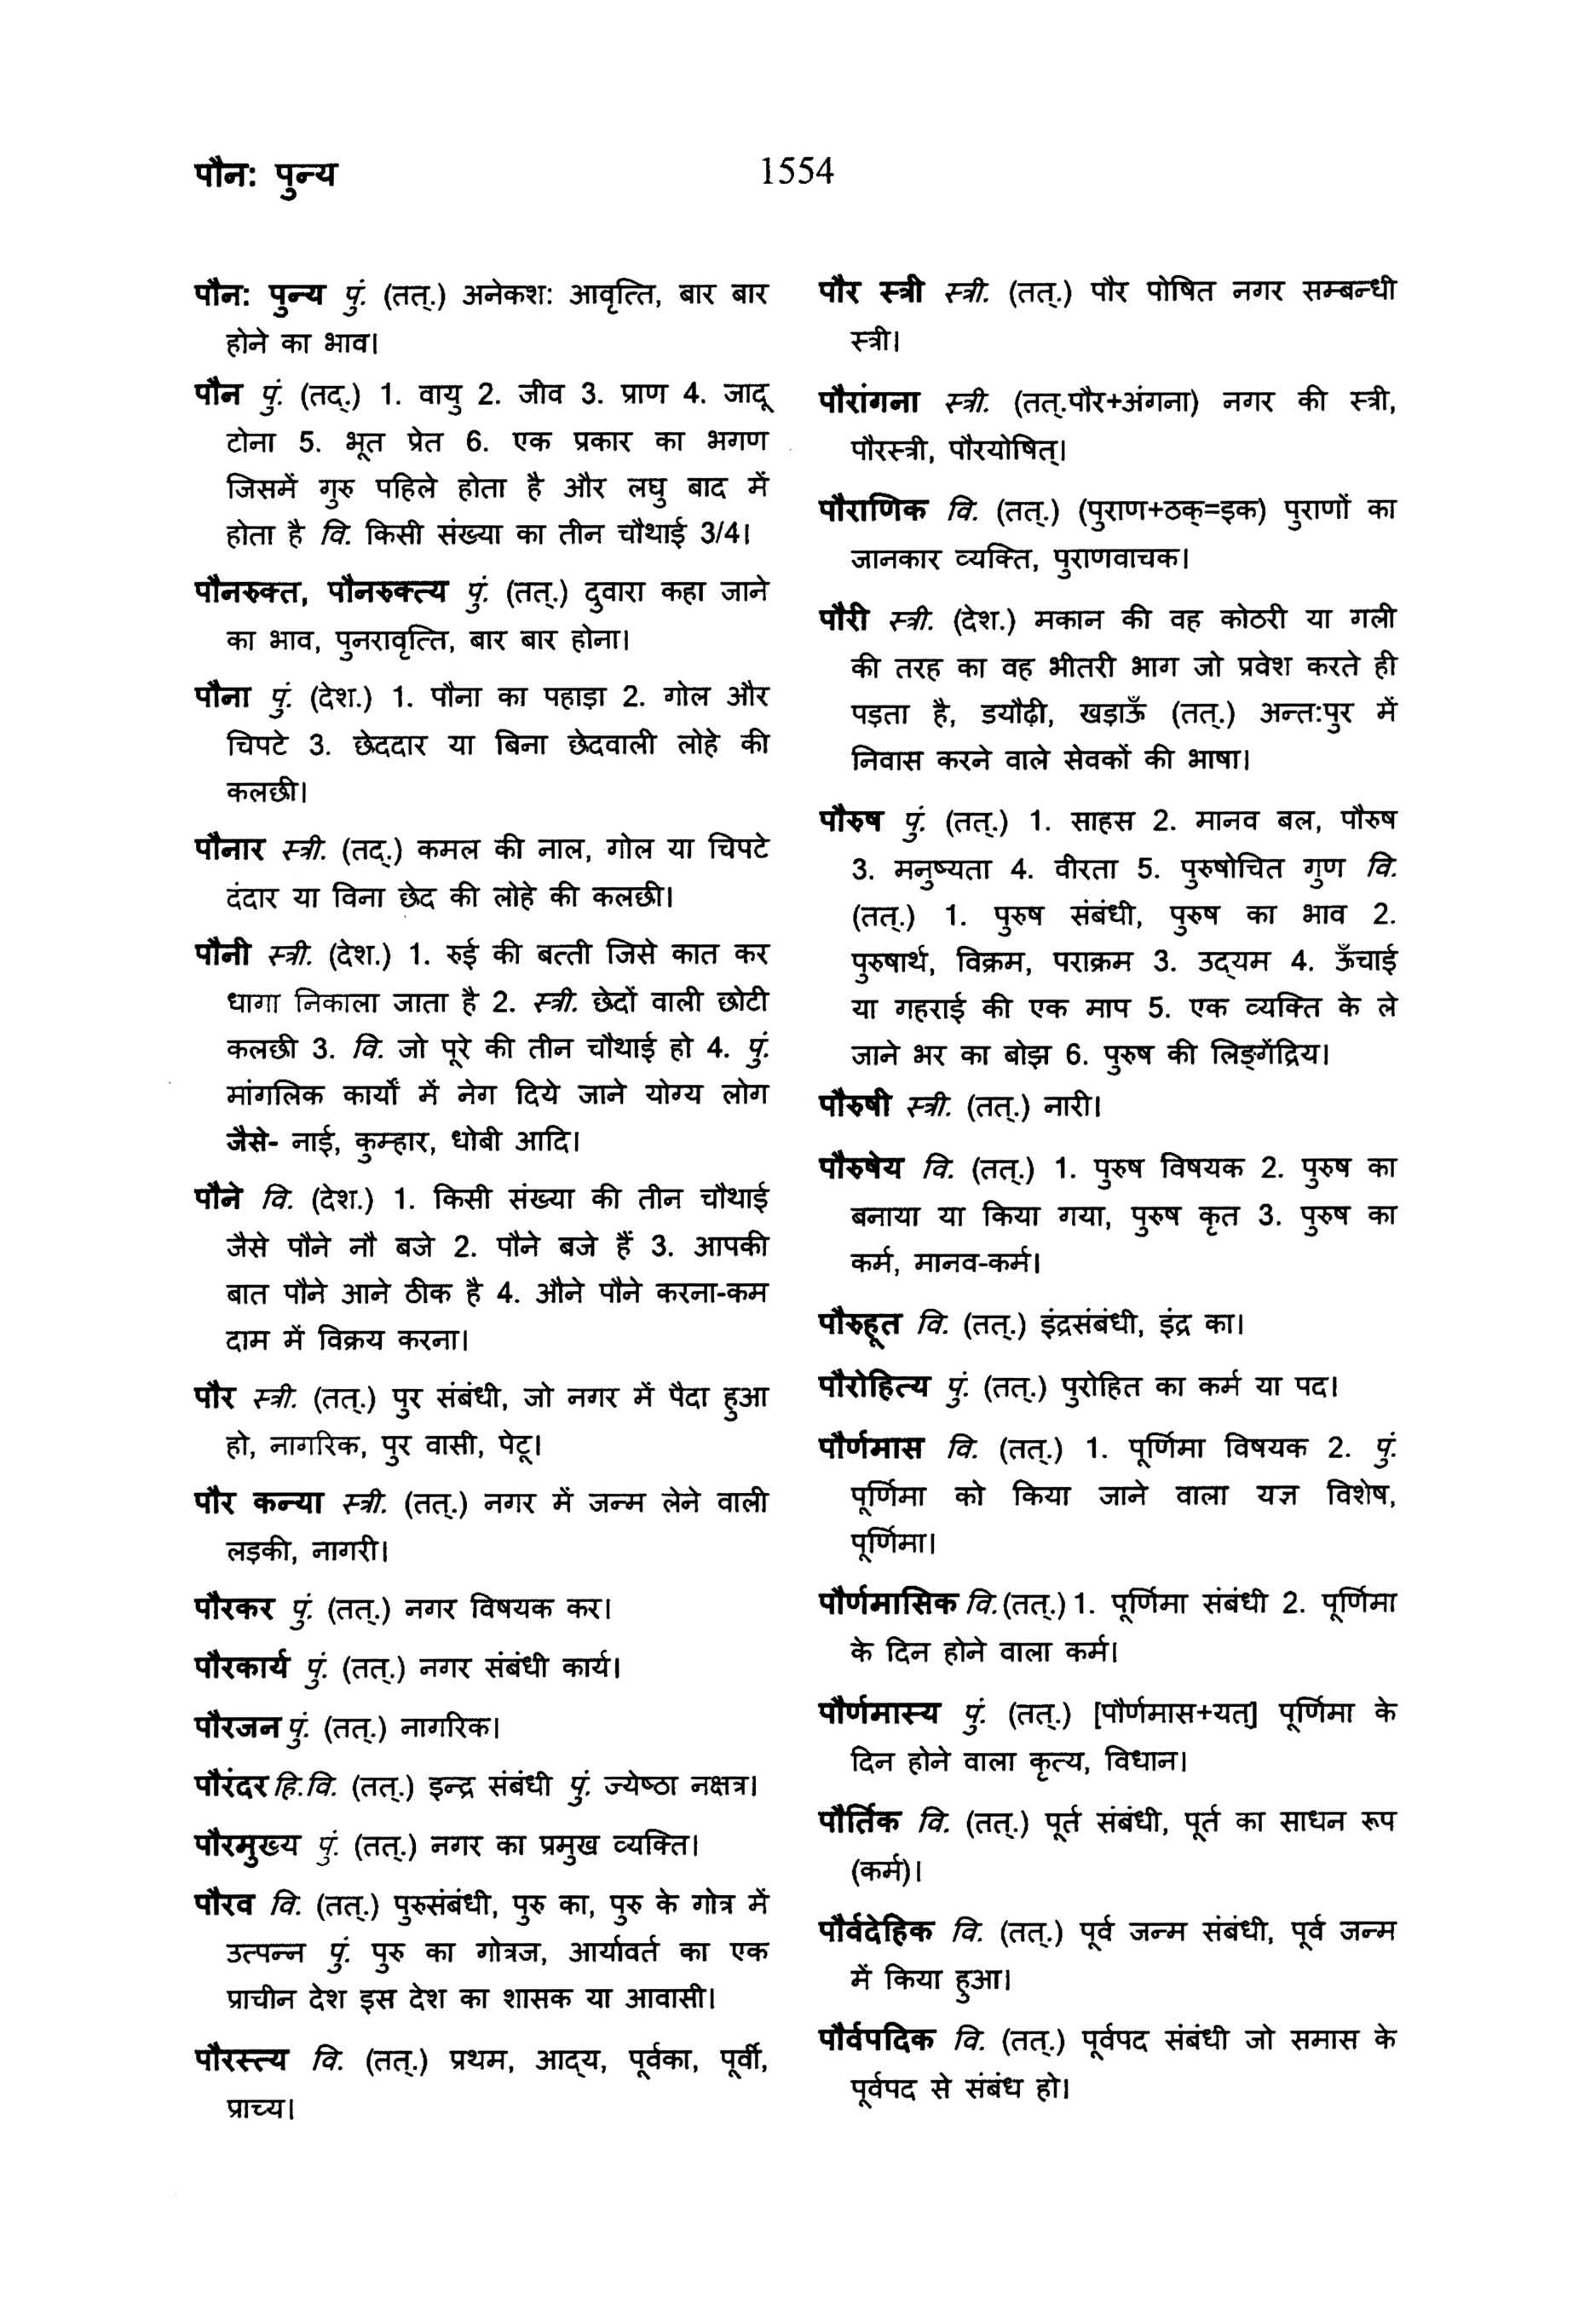 पौन: पुन्य
1554
पौन: पुन्य पुं. (तत्.) अनेकश: आवृत्ति, बार बार
होने का भाव।
पौन पुं. (तद्.) 1. वायु 2. जीव 3. प्राण 4. जादू
टोना 5. भूत प्रेत 6. एक प्रकार का भगण
जिसमें गुरु पहिले होता है और लघु बाद में
होता है वि. किसी संख्या का तीन चौथाई 3/4।
पौनरुक्त, पौनरुक्त्य पुं. (तत्.) दुवारा कहा जाने
का भाव, पुनरावृत्ति, बार बार होना।
पौना पुं. (देश.) 1. पौना का पहाड़ा 2. गोल और
चिपटे 3. छेददार या बिना छेदवाली लोहे की
कलछी।
पौनार स्त्री. (तद्.) कमल की नाल, गोल या चिपटे
दंदार या विना छेद की लोहे की कलछी।
पौनी स्त्री. (देश.) 1. रुई की बत्ती जिसे कात कर
धागा निकाला जाता है 2. स्त्री. छेदों वाली छोटी
कलछी 3. वि. जो पूरे की तीन चौथाई हो 4. पुं.
मांगलिक कार्यों में नेग दिये जाने योग्य लोग
जैसे- नाई, कुम्हार, धोबी आदि।
पौने वि. (देश.) 1. किसी संख्या की तीन चौथाई
जैसे पौने नौ बजे 2. पौने बजे हैं 3. आपकी
बात पौने आने ठीक है 4. औने पौने करना-कम
दाम में विक्रय करना।
पौर स्त्री. (तत्.) पुर संबंधी, जो नगर में पैदा हुआ
हो, नागरिक, पुर वासी, पेटू।
पौर कन्या स्त्री. (तत्.) नगर में जन्म लेने वाली
लड़की, नागरी।
पौरकर पुं. (तत्.) नगर विषयक कर।
पौरकार्य पुं. (तत्.) नगर संबंधी कार्य।
पौरजन पुं. (तत्.) नागरिक।
पौरंदर हि.वि. (तत्.) इन्द्र संबंधी पुं. ज्येष्ठा नक्षत्र।
पौरमुख्य पुं. (तत्.) नगर का प्रमुख व्यक्ति।
पौरव वि. (तत्.) पुरुसंबंधी, पुरु का, पुरु के गोत्र में
उत्पन्न पुं. पुरु का गोत्रज, आर्यावर्त का एक
प्राचीन देश इस देश का शासक या आवासी।
पौरस्त्य वि. (तत्.) प्रथम, आद्य, पूर्वका, पूर्वी,
प्राच्य।
पौर स्त्री स्त्री. (तत्.) पौर पोषित नगर सम्बन्धी
स्त्री।
पौरांगना स्त्री. (तत्.पौर+अंगना) नगर की स्त्री,
पौरस्त्री, पौरयोषित्।
पौराणिक वि. (तत्.) (पुराण+ठक्=इक) पुराणों का
जानकार व्यक्ति, पुराणवाचक।
पौरी स्त्री. (देश.) मकान की वह कोठरी या गली
की तरह का वह भीतरी भाग जो प्रवेश करते ही
पड़ता है, डयौढ़ी, खड़ाऊँ (तत्.) अन्त:पुर में
निवास करने वाले सेवकों की भाषा।
पौरुष पुं. (तत्.) 1. साहस 2. मानव बल, पौरुष
3. मनुष्यता 4. वीरता 5. पुरुषोचित गुण वि.
(तत्.) 1. पुरुष संबंधी, पुरुष का भाव 2.
पुरुषार्थ, विक्रम, पराक्रम 3. उद्यम 4. ऊँचाई
या गहराई की एक माप 5. एक व्यक्ति के ले
जाने भर का बोझ 6. पुरुष की लिङ्गेंद्रिय।
पौरुषी स्त्री. (तत्.) नारी।
पौरुषेय वि. (तत्.) 1. पुरुष विषयक 2. पुरुष का
बनाया या किया गया, पुरुष कृत 3. पुरुष का
कर्म, मानव-कर्म।
पौरुहूत वि. (तत्.) इंद्रसंबंधी, इंद्र का।
पौरोहित्य पुं. (तत्.) पुरोहित का कर्म या पद।
पौर्णमास वि. (तत्.) 1. पूर्णिमा विषयक 2. पुं.
पूर्णिमा को किया जाने वाला यज्ञ विशेष,
पूर्णिमा।
पौर्णमासिक वि.(तत्.) 1. पूर्णिमा संबंधी 2. पूर्णिमा
के दिन होने वाला कर्म।
पौर्णमास्य पुं. (तत्.) [पौर्णमास+यत्] पूर्णिमा के
दिन होने वाला कृत्य, विधान।
पौर्तिक वि. (तत्.) पूर्त संबंधी, पूर्त का साधन रूप
(कर्म)।
पौर्वदेहिक वि. (तत्.) पूर्व जन्म संबंधी, पूर्व जन्म
में किया हुआ।
पौर्वपदिक वि. (तत्.) पूर्वपद संबंधी जो समास के
पूर्वपद से संबंध हो।